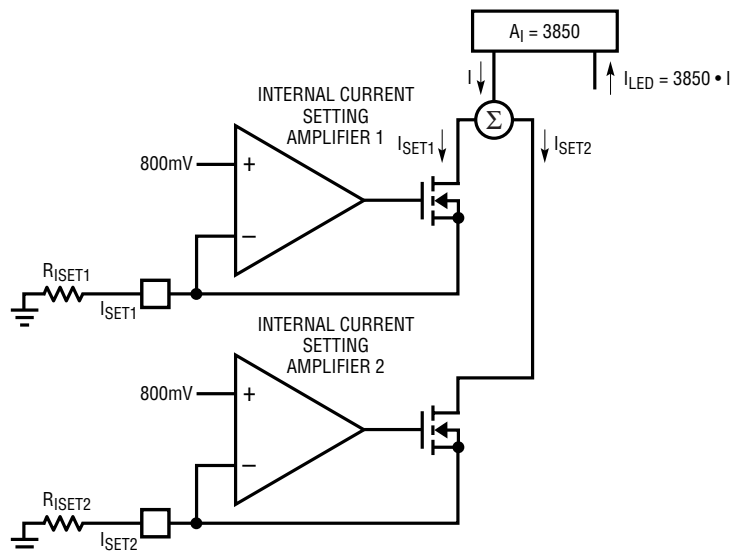 A_I = 3850
I
I_LED = 3850 • I
INTERNAL CURRENT
SETTING
AMPLIFIER 1
Σ
I_SET1
I_SET2
800mV
+
–
R_ISET1
I_SET1
INTERNAL CURRENT
SETTING
AMPLIFIER 2
800mV
+
–
R_ISET2
I_SET2